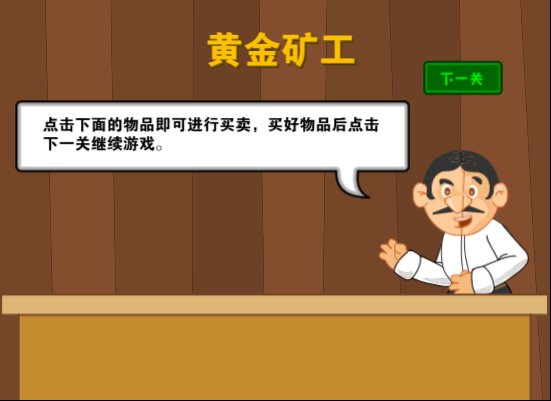 黄金矿工
下一关
点击下面的物品即可进行买卖，买好物品后点击
下一关继续游戏。